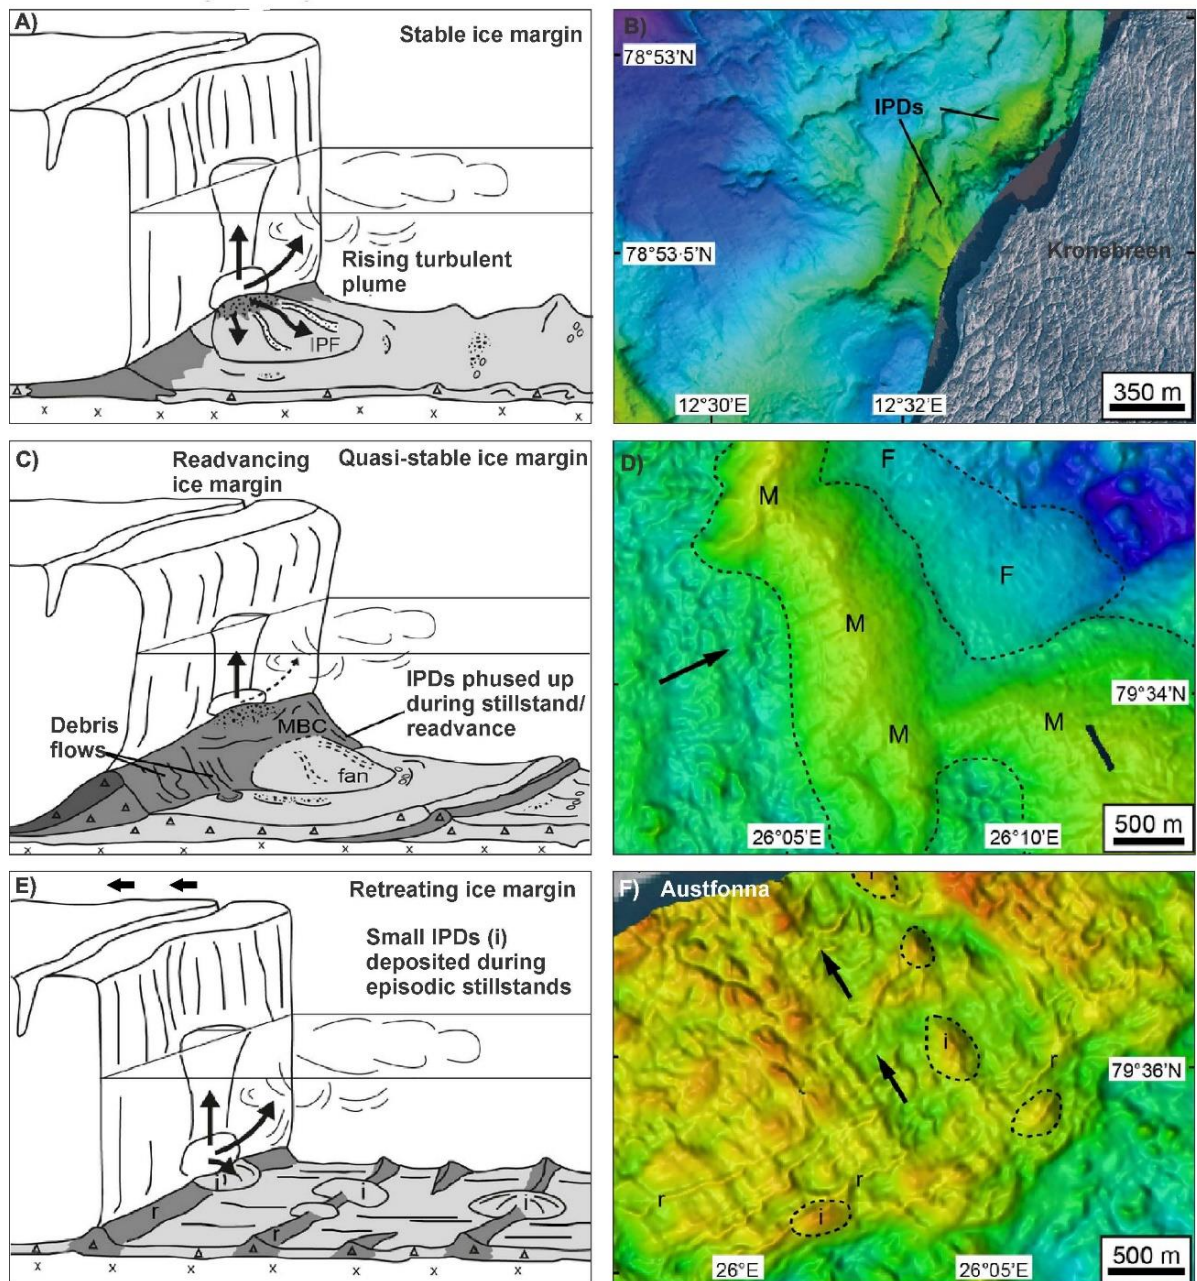 A)
Stable ice margin
Rising turbulent
plume
IPF
B)
78°53’N
IPDs
78°53·5’N
Kronebreen
12°30’E
12°32’E
350 m
C)
Readvancing
ice margin
Quasi-stable ice margin
IPDs phused up
during stillstand/
readvance
Debris
flows
MBC
fan
D)
F
M
F
M
79°34’N
M
M
26°05’E
26°10’E
500 m
E)
Retreating ice margin
Small IPDs (i)
deposited during
episodic stillstands
i
i
i
r
r
F) Austfonna
i
i
r
79°36’N
r
r
i
26°E
26°05’E
500 m